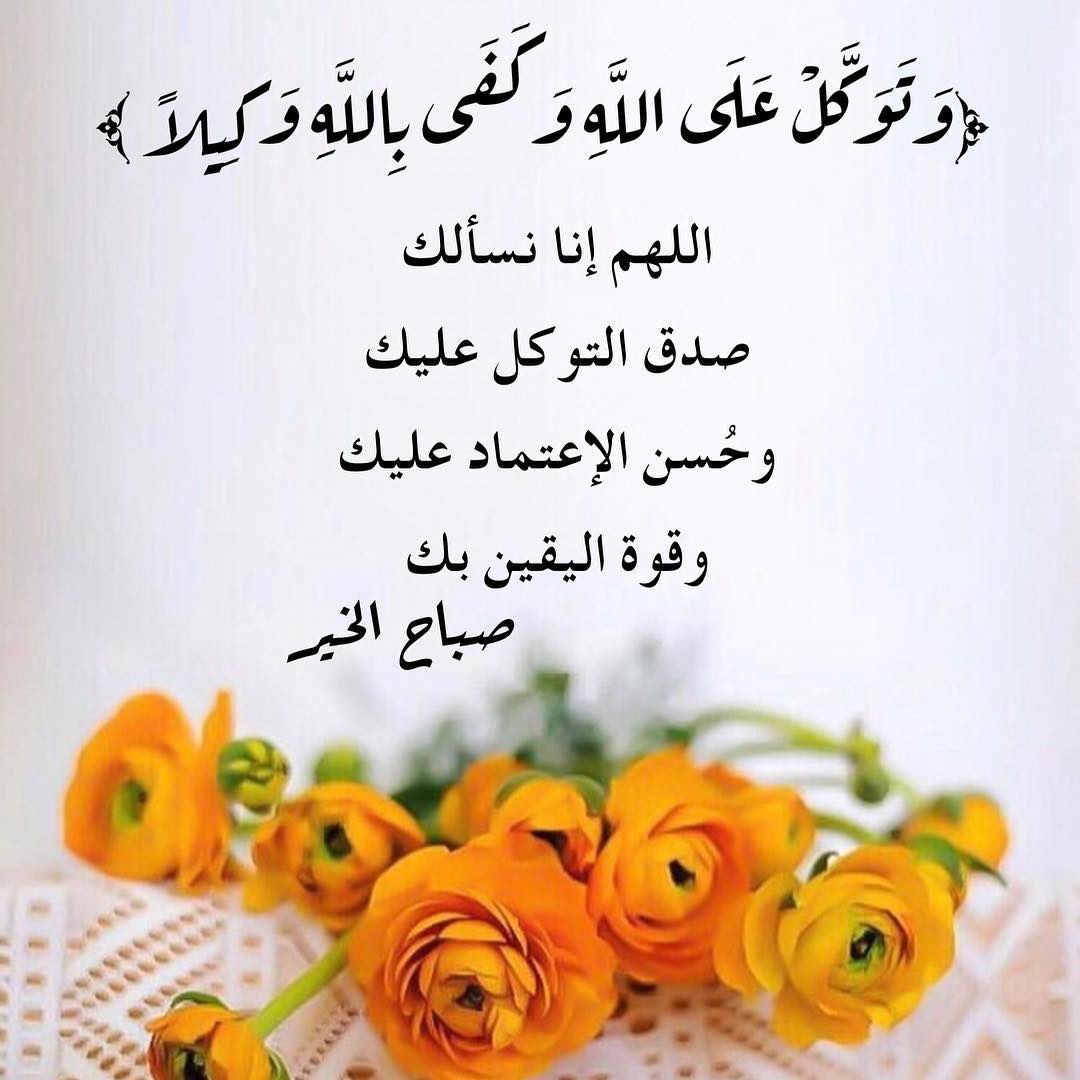 ﴿وَتَوَكَّلْ عَلَى اللَّهِ وَكَفَى بِاللَّهِ وَكِيلاً﴾
اللهم إنا نسألك
صدق التوكل عليك
وحُسن الإعتماد عليك
وقوة اليقين بك
صباح الخير